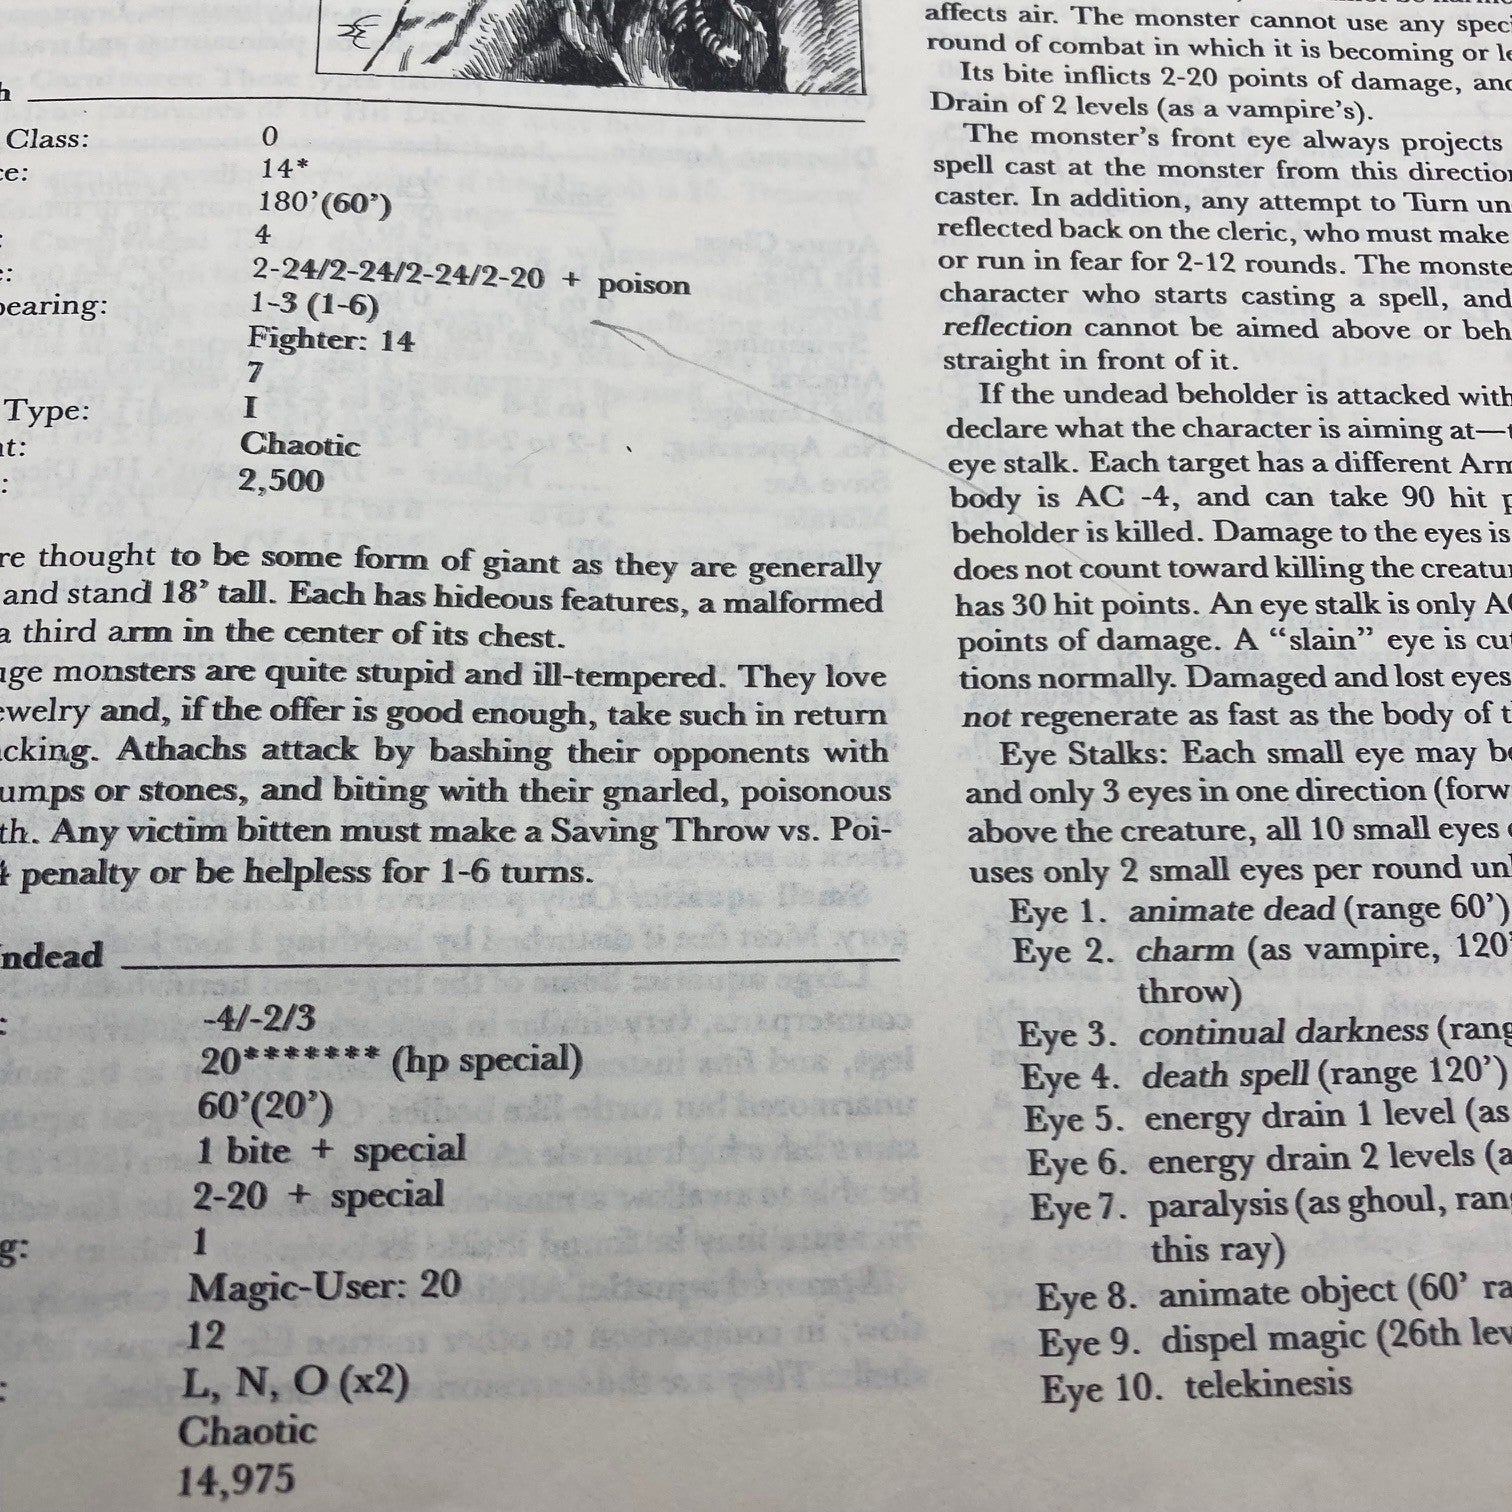 h
Class:
0
ce:
14*
180’(60’)
:
4
e:
2-24/2-24/2-24/2-20 + poison
bearing:
1-3 (1-6)
Fighter: 14
7
Type:
I
nt:
Chaotic
:
2,500
re thought to be some form of giant as they are generally
and stand 18’ tall. Each has hideous features, a malformed
a third arm in the center of its chest.
uge monsters are quite stupid and ill-tempered. They love
ewelry and, if the offer is good enough, take such in return
cking. Athachs attack by bashing their opponents with
umps or stones, and biting with their gnarled, poisonous
th. Any victim bitten must make a Saving Throw vs. Poi-
4 penalty or be helpless for 1-6 turns.
Undead
:
-4/-2/3
20******* (hp special)
60’(20’)
1 bite + special
2-20 + special
g:
1
Magic-User: 20
12
:
L, N, O (x2)
Chaotic
14,975
affects air. The monster cannot use any speci
round of combat in which it is becoming or le
Its bite inflicts 2-20 points of damage, and
Drain of 2 levels (as a vampire’s).
The monster’s front eye always projects
spell cast at the monster from this direction
caster. In addition, any attempt to Turn un
reflected back on the cleric, who must make
or run in fear for 2-12 rounds. The monste
character who starts casting a spell, and
reflection cannot be aimed above or beh
straight in front of it.
If the undead beholder is attacked with
declare what the character is aiming at—t
eye stalk. Each target has a different Arm
body is AC -4, and can take 90 hit p
beholder is killed. Damage to the eyes is
does not count toward killing the creatur
has 30 hit points. An eye stalk is only AC
points of damage. A “slain” eye is cu
tions normally. Damaged and lost eyes
not regenerate as fast as the body of t
Eye Stalks: Each small eye may be
and only 3 eyes in one direction (forw
above the creature, all 10 small eyes
uses only 2 small eyes per round unl
Eye 1. animate dead (range 60’)
Eye 2. charm (as vampire, 120’
throw)
Eye 3. continual darkness (rang
Eye 4. death spell (range 120’)
Eye 5. energy drain 1 level (as
Eye 6. energy drain 2 levels (a
Eye 7. paralysis (as ghoul, rang
this ray)
Eye 8. animate object (60’ ra
Eye 9. dispel magic (26th lev
Eye 10. telekinesis